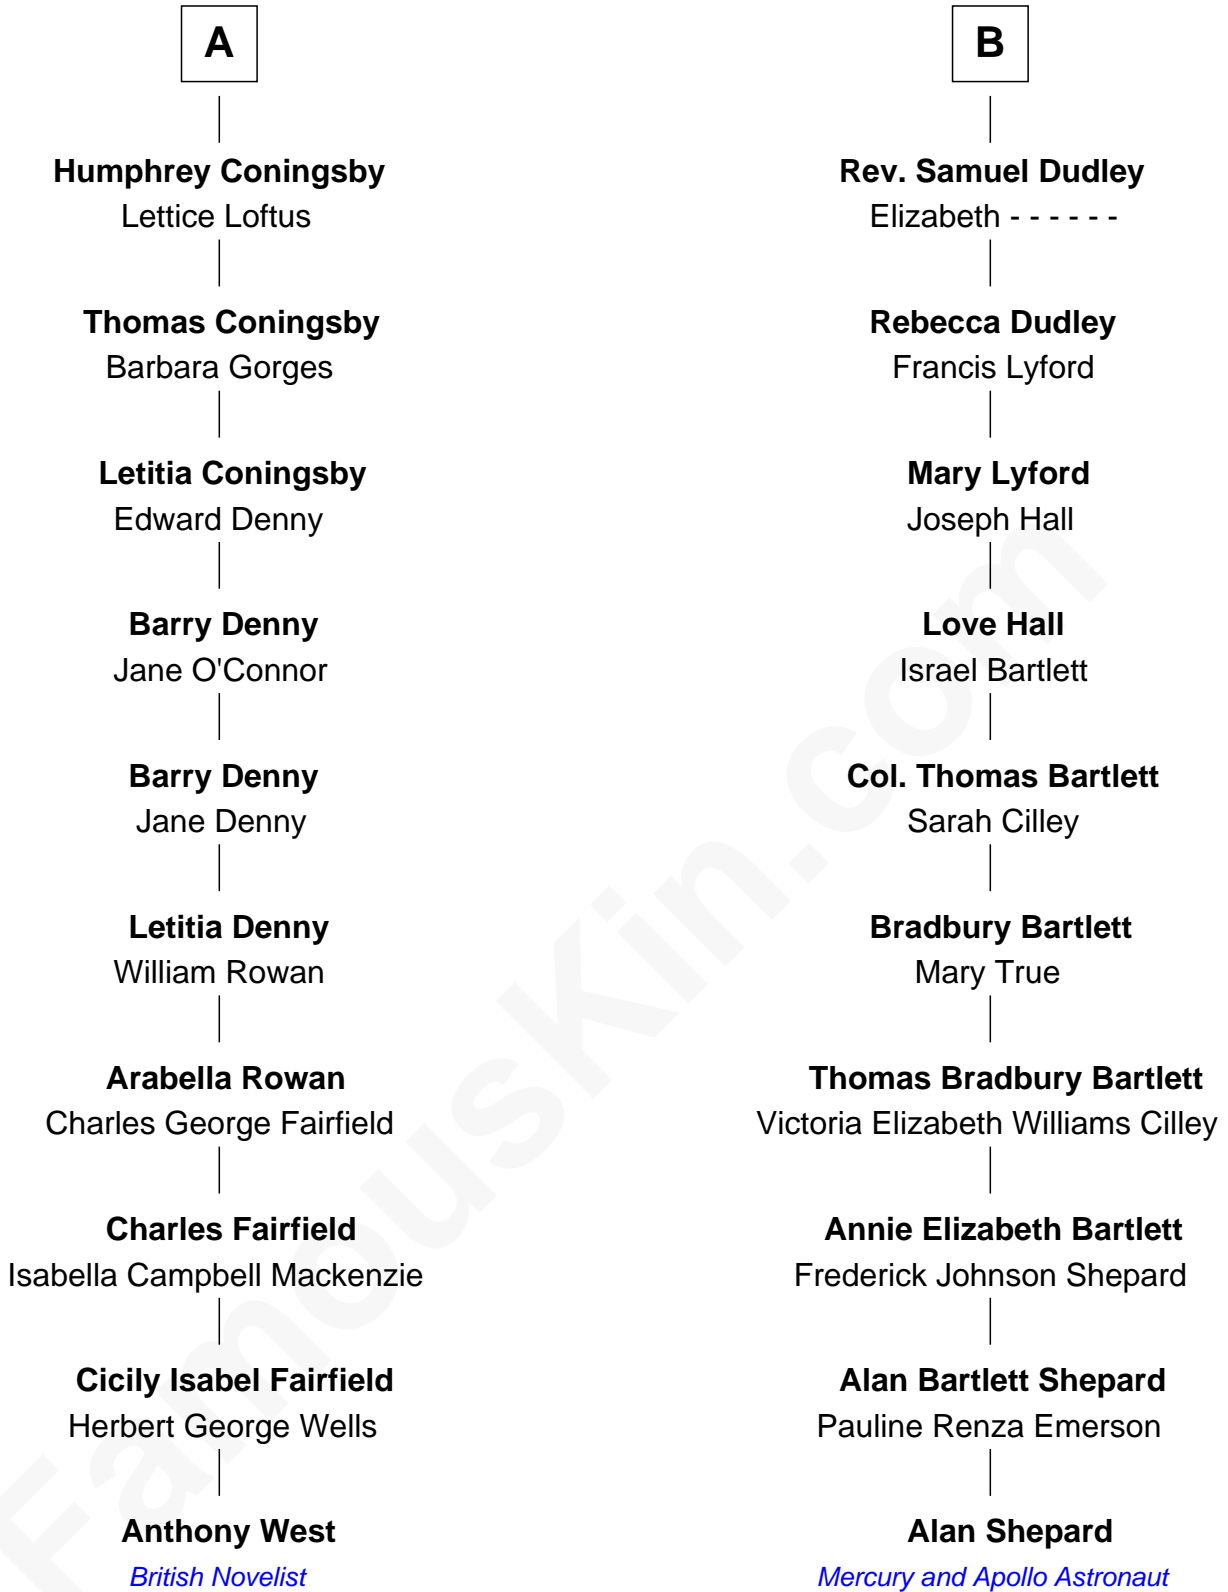 A
Humphrey Coningsby
Lettice Loftus
Thomas Coningsby
Barbara Gorges
Letitia Coningsby
Edward Denny
Barry Denny
Jane O'Connor
Barry Denny
Jane Denny
Letitia Denny
William Rowan
Arabella Rowan
Charles George Fairfield
Charles Fairfield
Isabella Campbell Mackenzie
Cicily Isabel Fairfield
Herbert George Wells
Anthony West
British Novelist
B
Rev. Samuel Dudley
Elizabeth - - - - - -
Rebecca Dudley
Francis Lyford
Mary Lyford
Joseph Hall
Love Hall
Israel Bartlett
Col. Thomas Bartlett
Sarah Cilley
Bradbury Bartlett
Mary True
Thomas Bradbury Bartlett
Victoria Elizabeth Williams Cilley
Annie Elizabeth Bartlett
Frederick Johnson Shepard
Alan Bartlett Shepard
Pauline Renza Emerson
Alan Shepard
Mercury and Apollo Astronaut
FamousKin.com